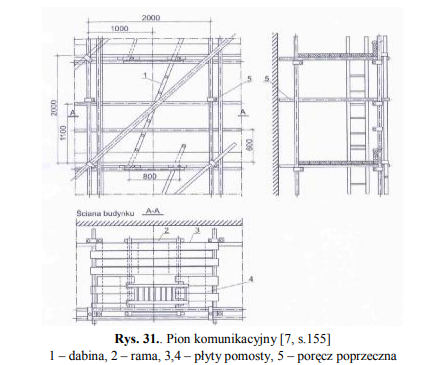 2000
1000
1
5
5
A
A
2000
1100
600
800
Ściana budynku A-A
2
3
4
Rys. 31.. Pion komunikacyjny [7, s.155]
1 – dabina, 2 – rama, 3,4 – płyty pomosty, 5 – poręcz poprzeczna